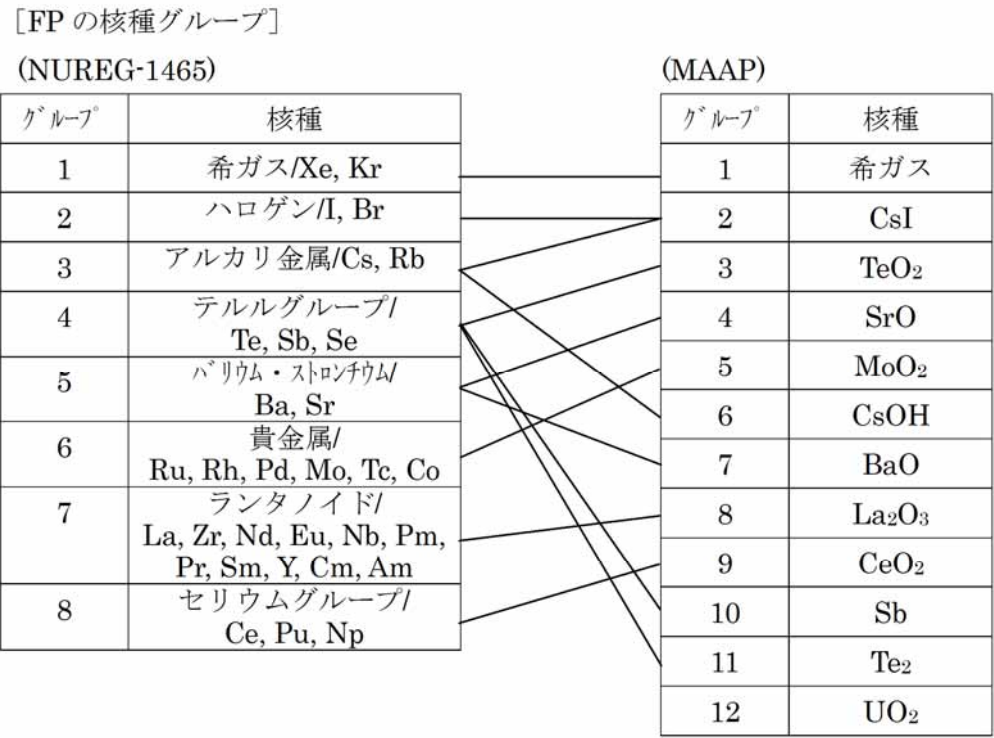 [FP の核種グループ]
(NUREG-1465)
グループ 核種
1 希ガス/Xe, Kr
2 ハロゲン/I, Br
3 アルカリ金属/Cs, Rb
4 テルルグループ/
Te, Sb, Se
5 バリウム・ストロンチウム/
Ba, Sr
6 貴金属/
Ru, Rh, Pd, Mo, Tc, Co
7 ランタノイド/
La, Zr, Nd, Eu, Nb, Pm,
Pr, Sm, Y, Cm, Am
8 セリウムグループ/
Ce, Pu, Np
(MAAP)
グループ 核種
1 希ガス
2 CsI
3 TeO2
4 SrO
5 MoO2
6 CsOH
7 BaO
8 La2O3
9 CeO2
10 Sb
11 Te2
12 UO2